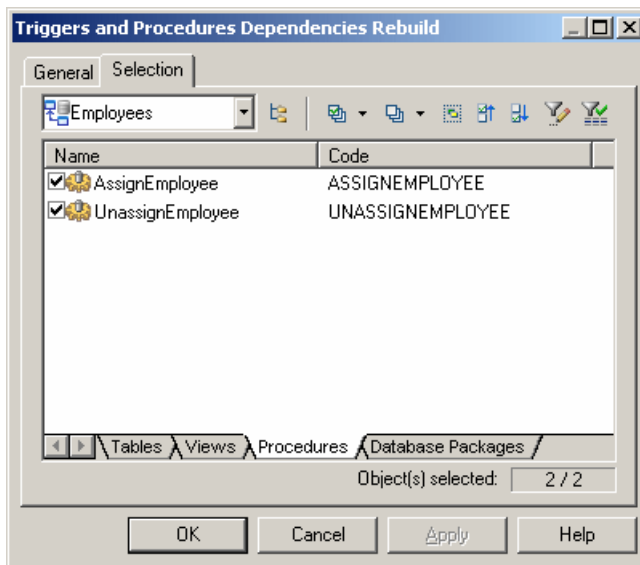 Triggers and Procedures Dependencies Rebuild
General Selection
Employees
Name Code
AssignEmployee ASSIGNEMPLOYEE
UnassignEmployee UNASSIGNEMPLOYEE
Tables Views Procedures Database Packages
Object(s) selected: 2 / 2
OK Cancel Apply Help